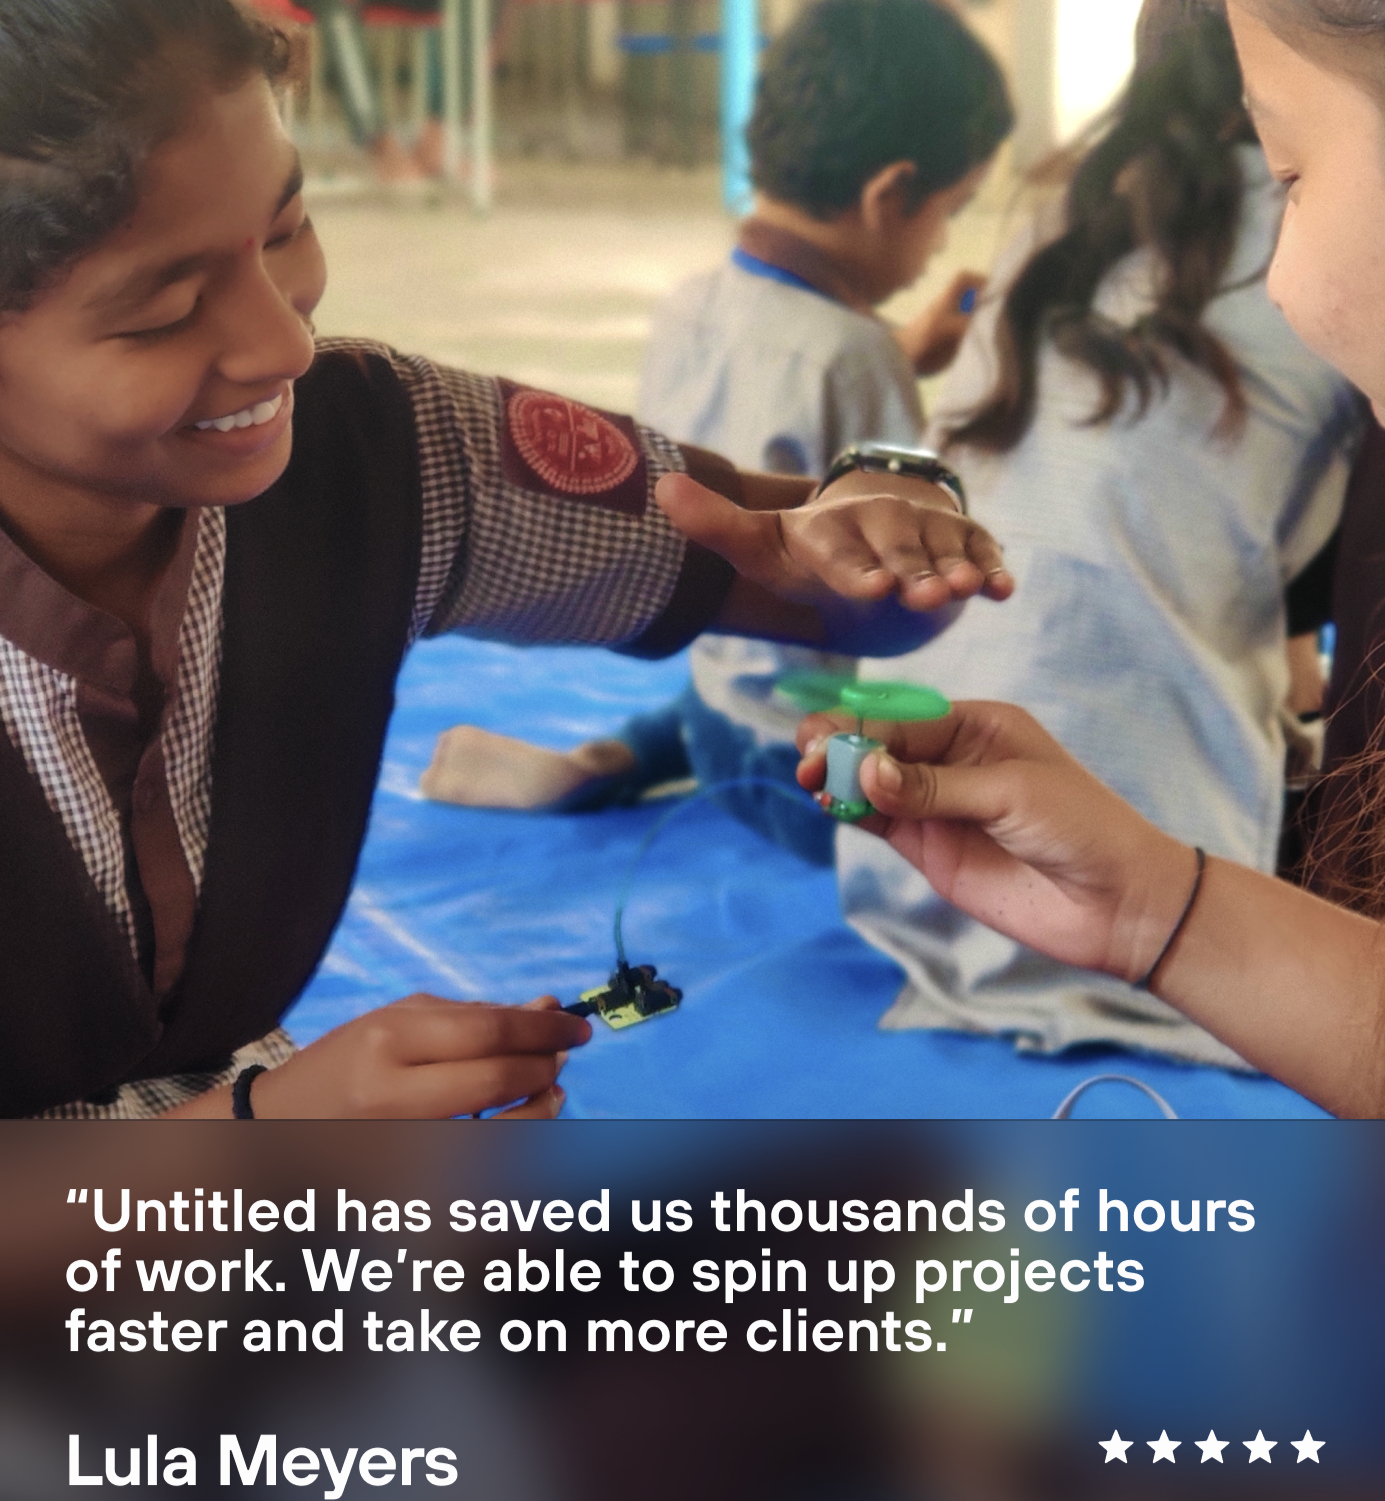 “Untitled has saved us thousands of hours
of work. We’re able to spin up projects
faster and take on more clients.”
Lula Meyers